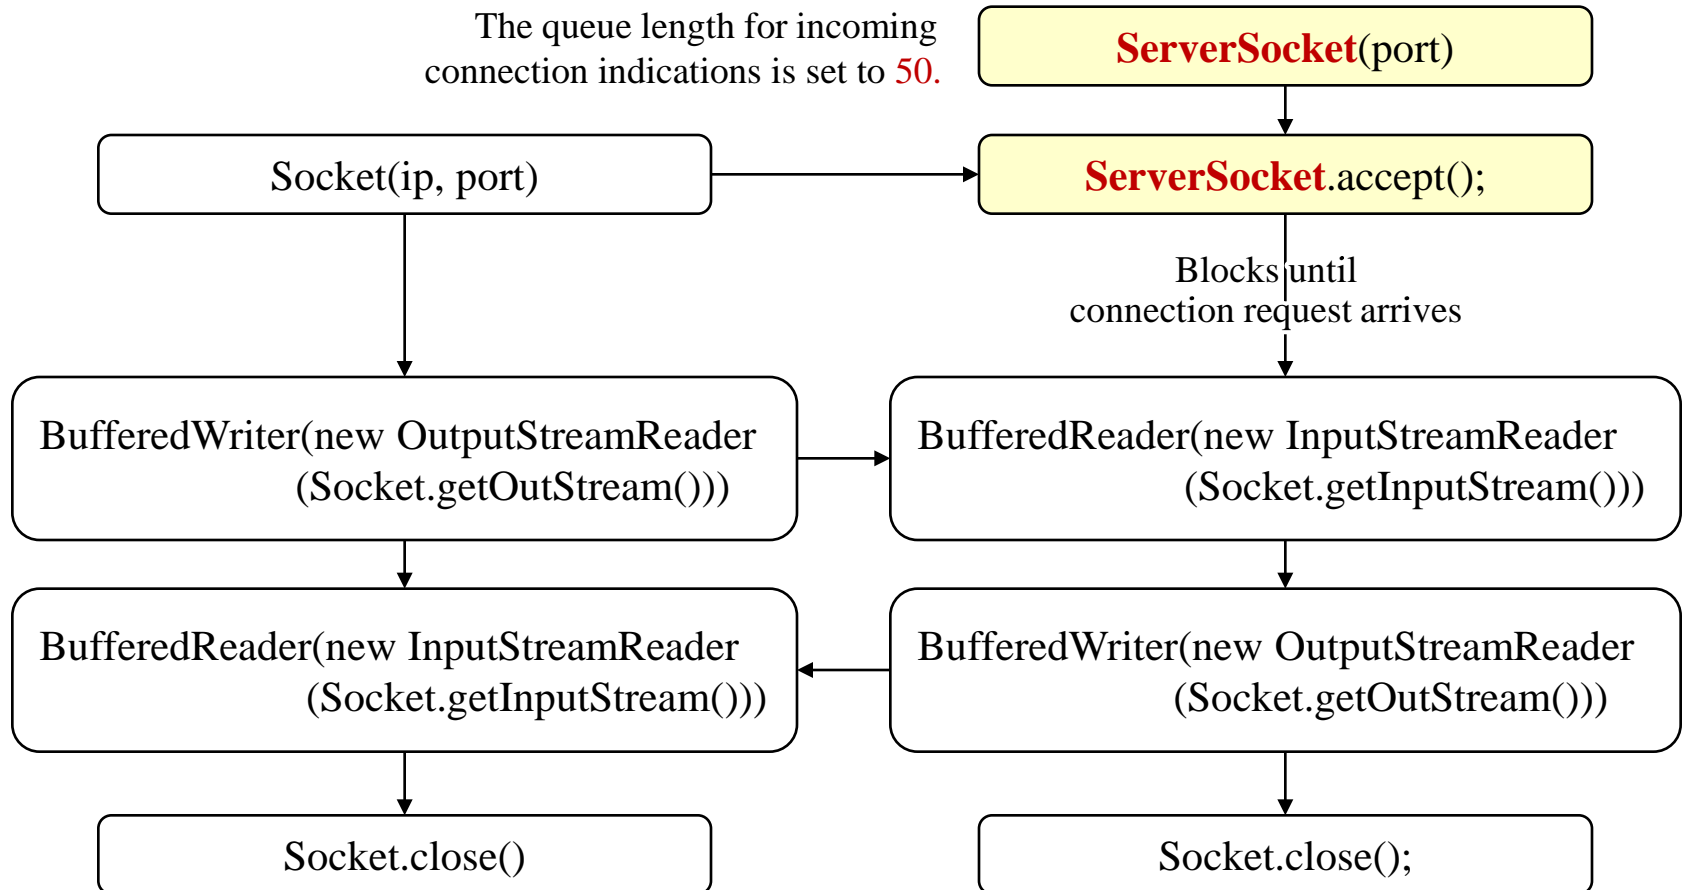 The queue length for incoming
connection indications is set to 50.
ServerSocket(port)
Socket(ip, port)
ServerSocket.accept();
Blocks until
connection request arrives
BufferedWriter(new OutputStreamReader
(Socket.getOutStream()))
BufferedReader(new InputStreamReader
(Socket.getInputStream()))
BufferedReader(new InputStreamReader
(Socket.getInputStream()))
BufferedWriter(new OutputStreamReader
(Socket.getOutStream()))
Socket.close()
Socket.close();